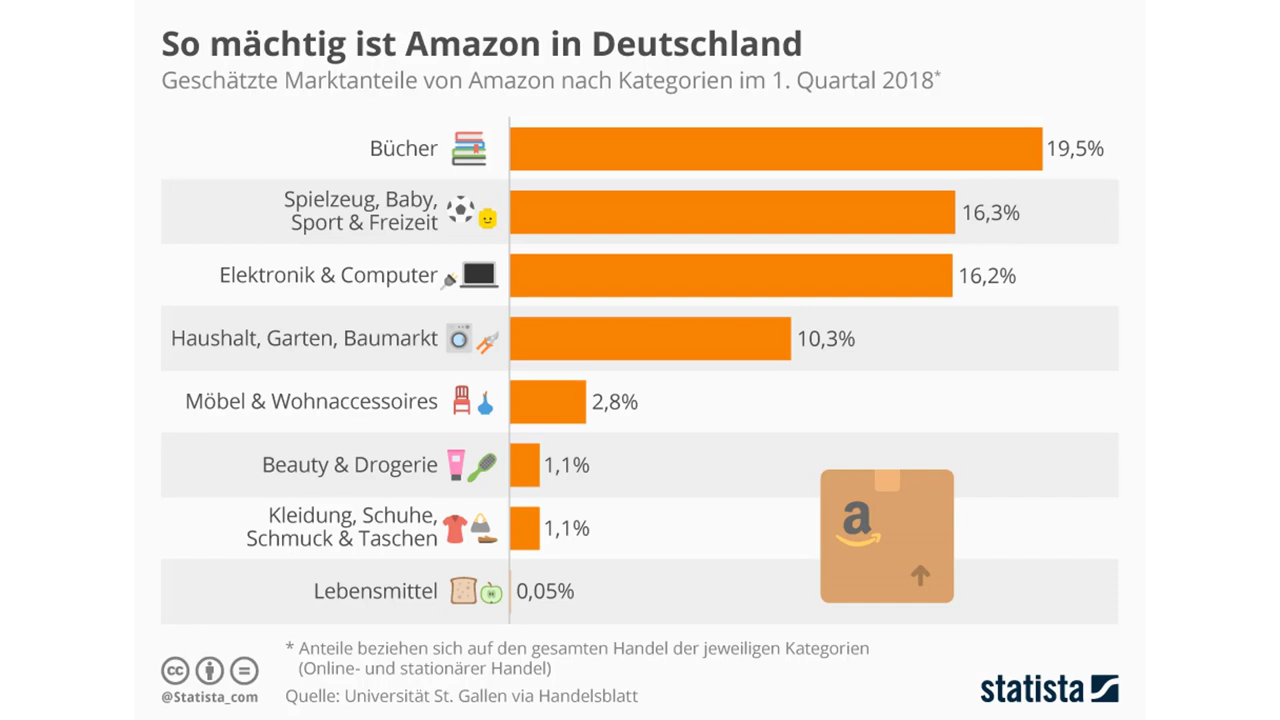 So mächtig ist Amazon in Deutschland
Geschätzte Marktanteile von Amazon nach Kategorien im 1. Quartal 2018*
Bücher 19,5%
Spielzeug, Baby,
Sport & Freizeit 16,3%
Elektronik & Computer 16,2%
Haushalt, Garten, Baumarkt 10,3%
Möbel & Wohnaccessoires 2,8%
Beauty & Drogerie 1,1%
Kleidung, Schuhe,
Schmuck & Taschen 1,1%
Lebensmittel 0,05%
a
* Anteile beziehen sich auf den gesamten Handel der jeweiligen Kategorien
(Online- und stationärer Handel)
cc
@Statista_com
Quelle: Universität St. Gallen via Handelsblatt
statista